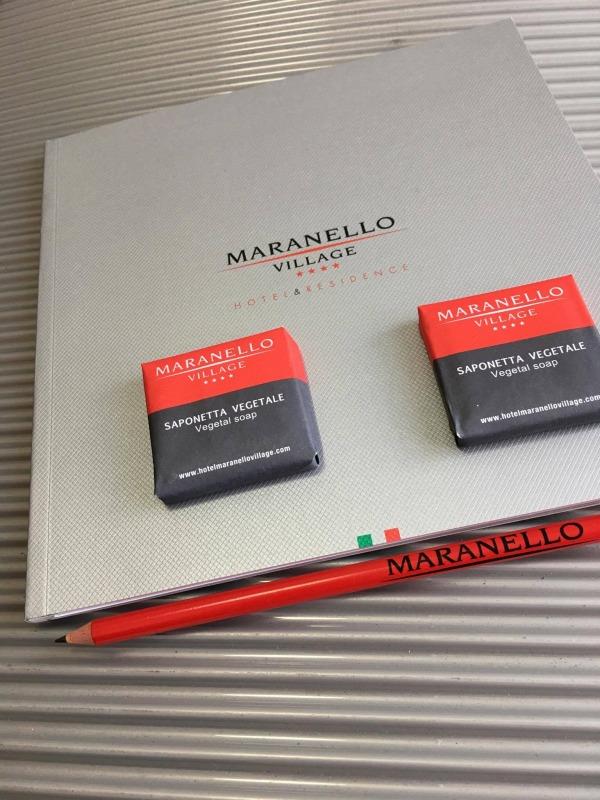 MARANELLO
VILLAGE
HOTEL&RESIDENCE
MARANELLO
VILLAGE
SAPONETTA VEGETALE
Vegetal soap
www.hotelmaranellovillage.com
MARANELLO
VILLAGE
SAPONETTA VEGETALE
Vegetal soap
www.hotelmaranellovillage.com
MARANELLO